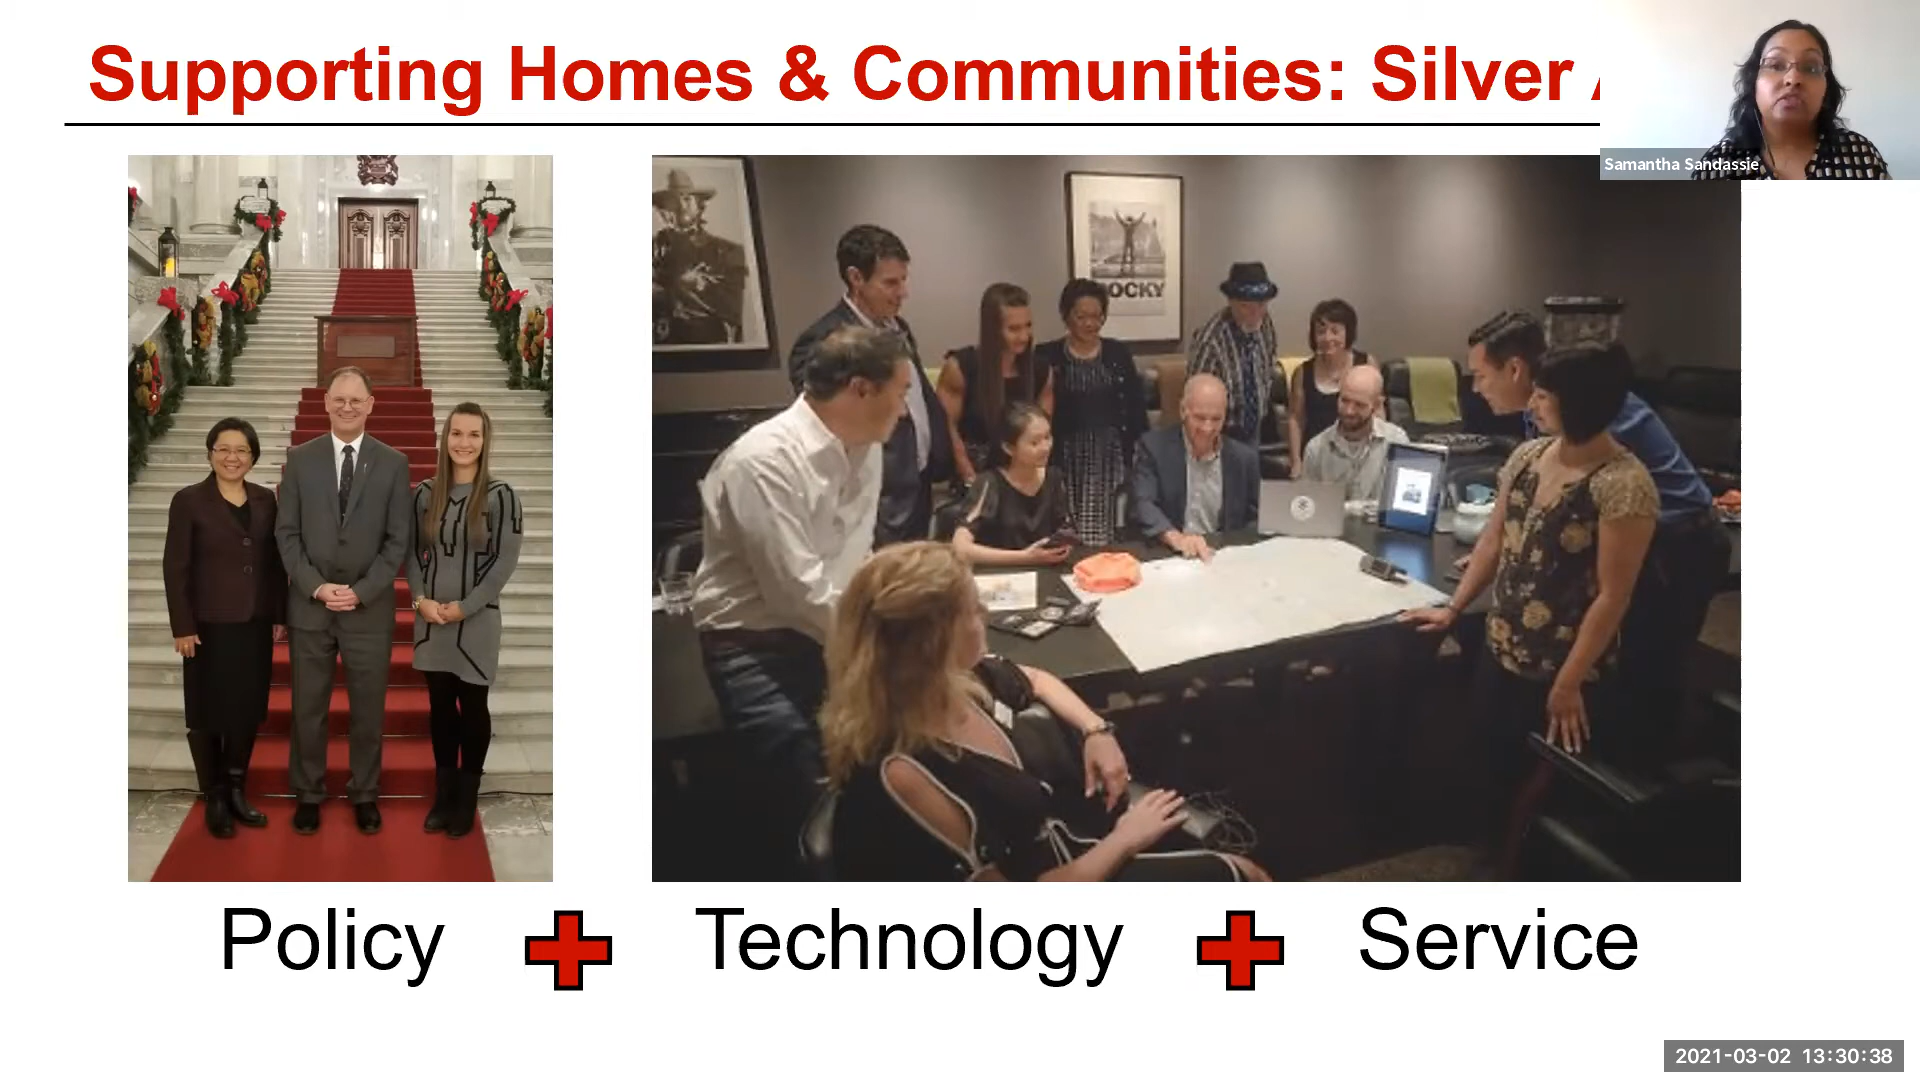 Supporting Homes & Communities: Silver
Samantha Sandassie
OCKY
Policy + Technology + Service
2021-03-02 13:30:38